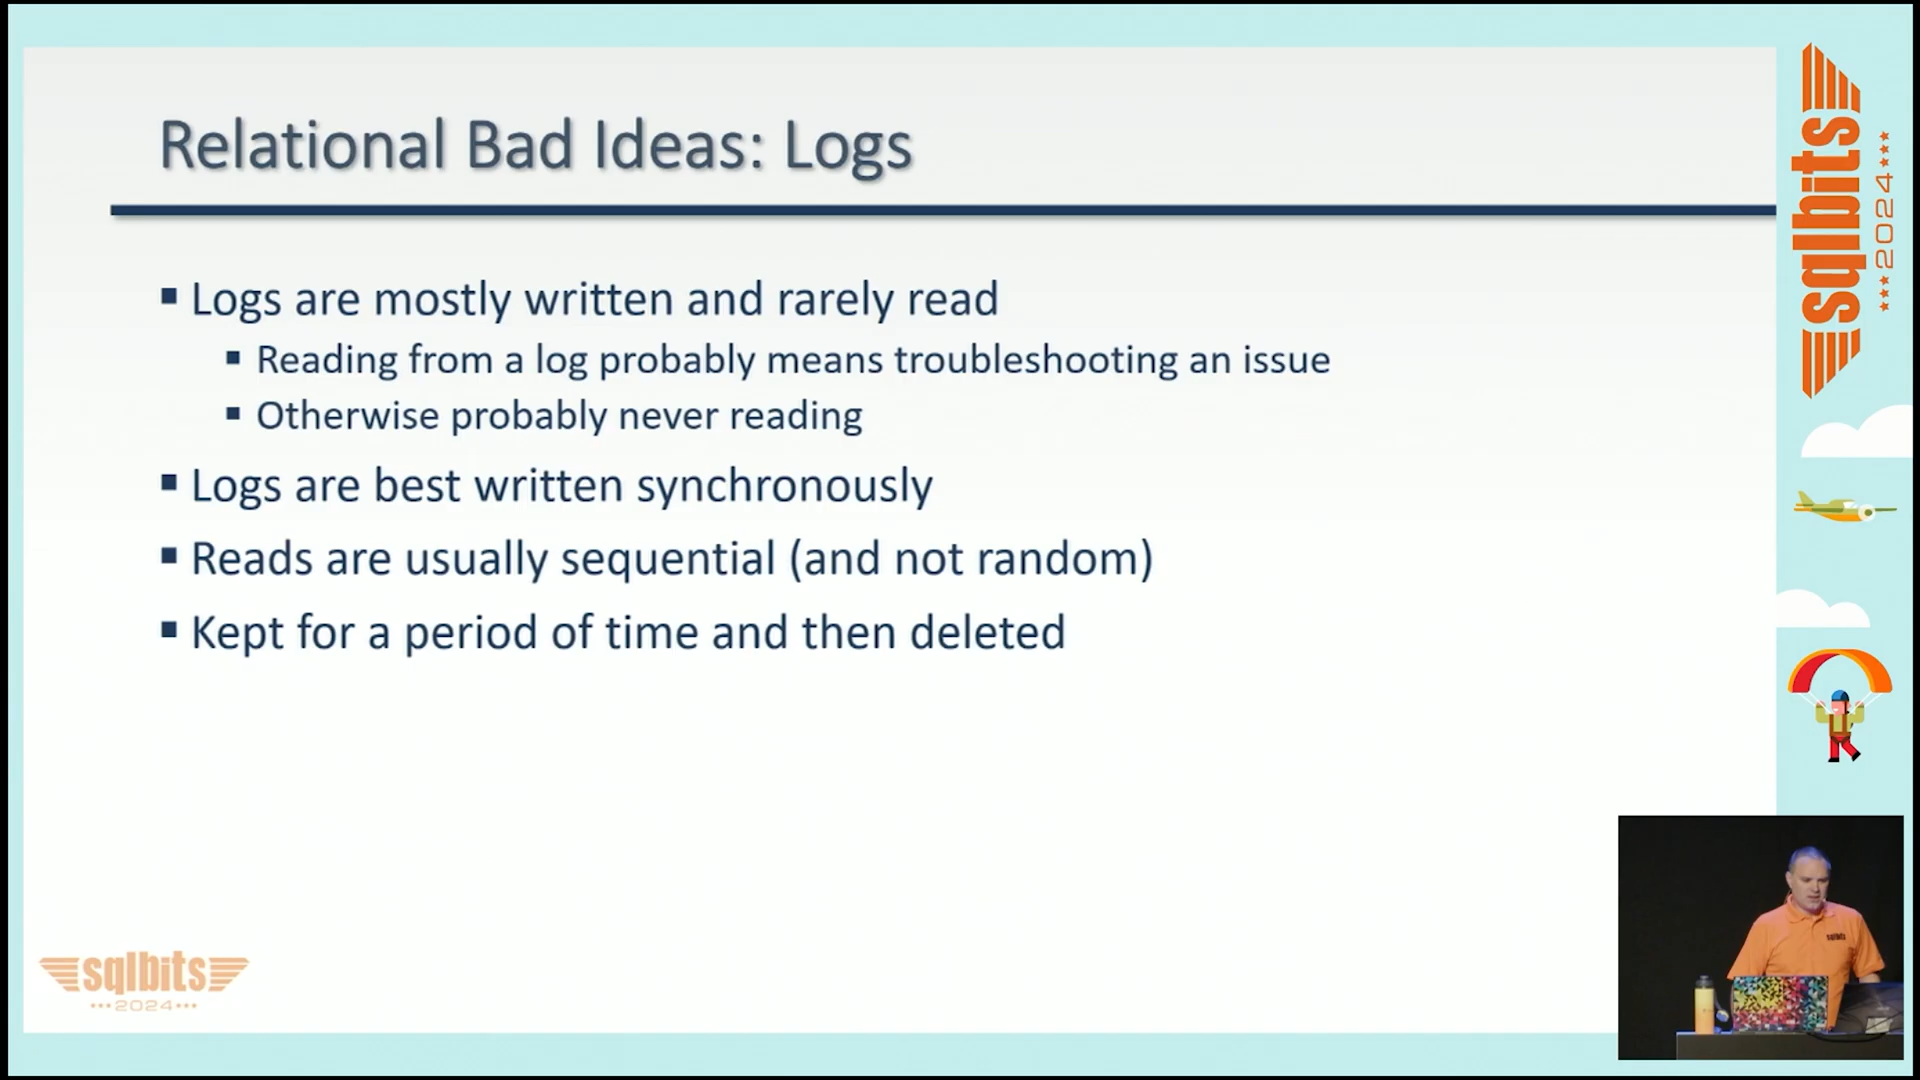 Relational Bad Ideas: Logs
Logs are mostly written and rarely read
Reading from a log probably means troubleshooting an issue
Otherwise probably never reading
Logs are best written synchronously
Reads are usually sequential (and not random)
Kept for a period of time and then deleted
sqlbits
2024
sqlbits
2024
sqlbits